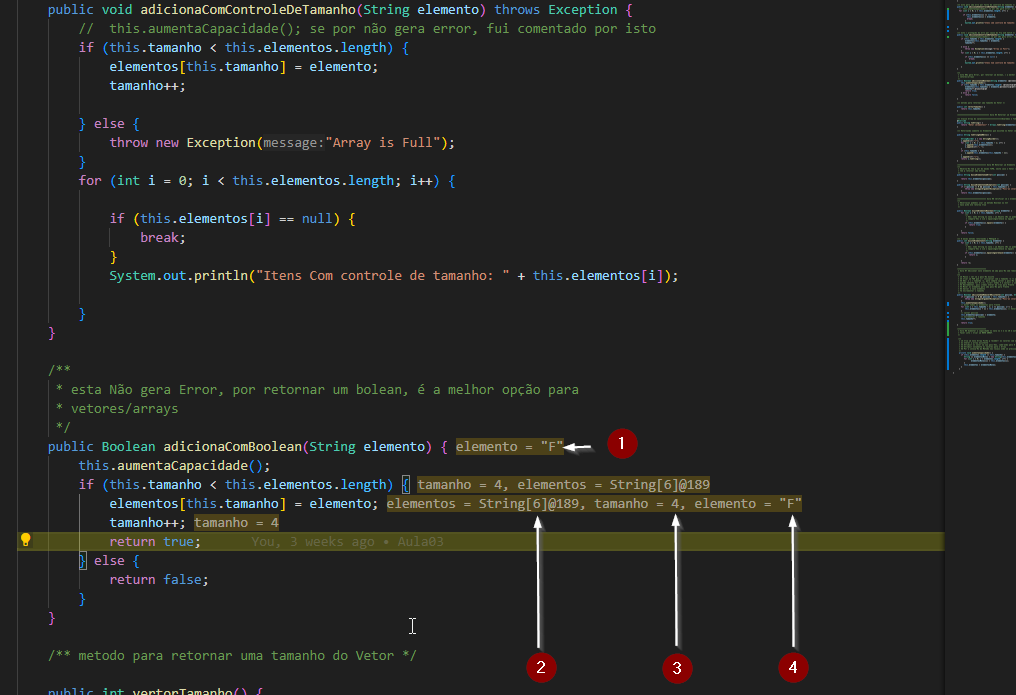 public void adicionaComControleDeTamanho(String elemento) throws Exception {
// this.aumentaCapacidade(); se por não gera error, fui comentado por isto
if (this.tamanho < this.elementos.length) {
elementos[this.tamanho] = elemento;
tamanho++;
} else {
throw new Exception(message:"Array is Full");
}
for (int i = 0; i < this.elementos.length; i++) {
if (this.elementos[i] == null) {
break;
}
System.out.println("Itens Com controle de tamanho: " + this.elementos[i]);
}
}
/**
* esta Não gera Error, por retornar um bolean, é a melhor opção para
* vetores/arrays
*/
public Boolean adicionaComBoolean(String elemento) { elemento = "F" 1
this.aumentaCapacidade();
if (this.tamanho < this.elementos.length) { tamanho = 4, elementos = String[6]@189
elementos[this.tamanho] = elemento; elementos = String[6]@189, tamanho = 4, elemento = "F"
tamanho++; tamanho = 4
return true; You, 3 weeks ago • Aula03
} else {
return false;
}
}
/** metodo para retornar uma tamanho do Vetor */
2 3 4
public int vertorTamanho() {